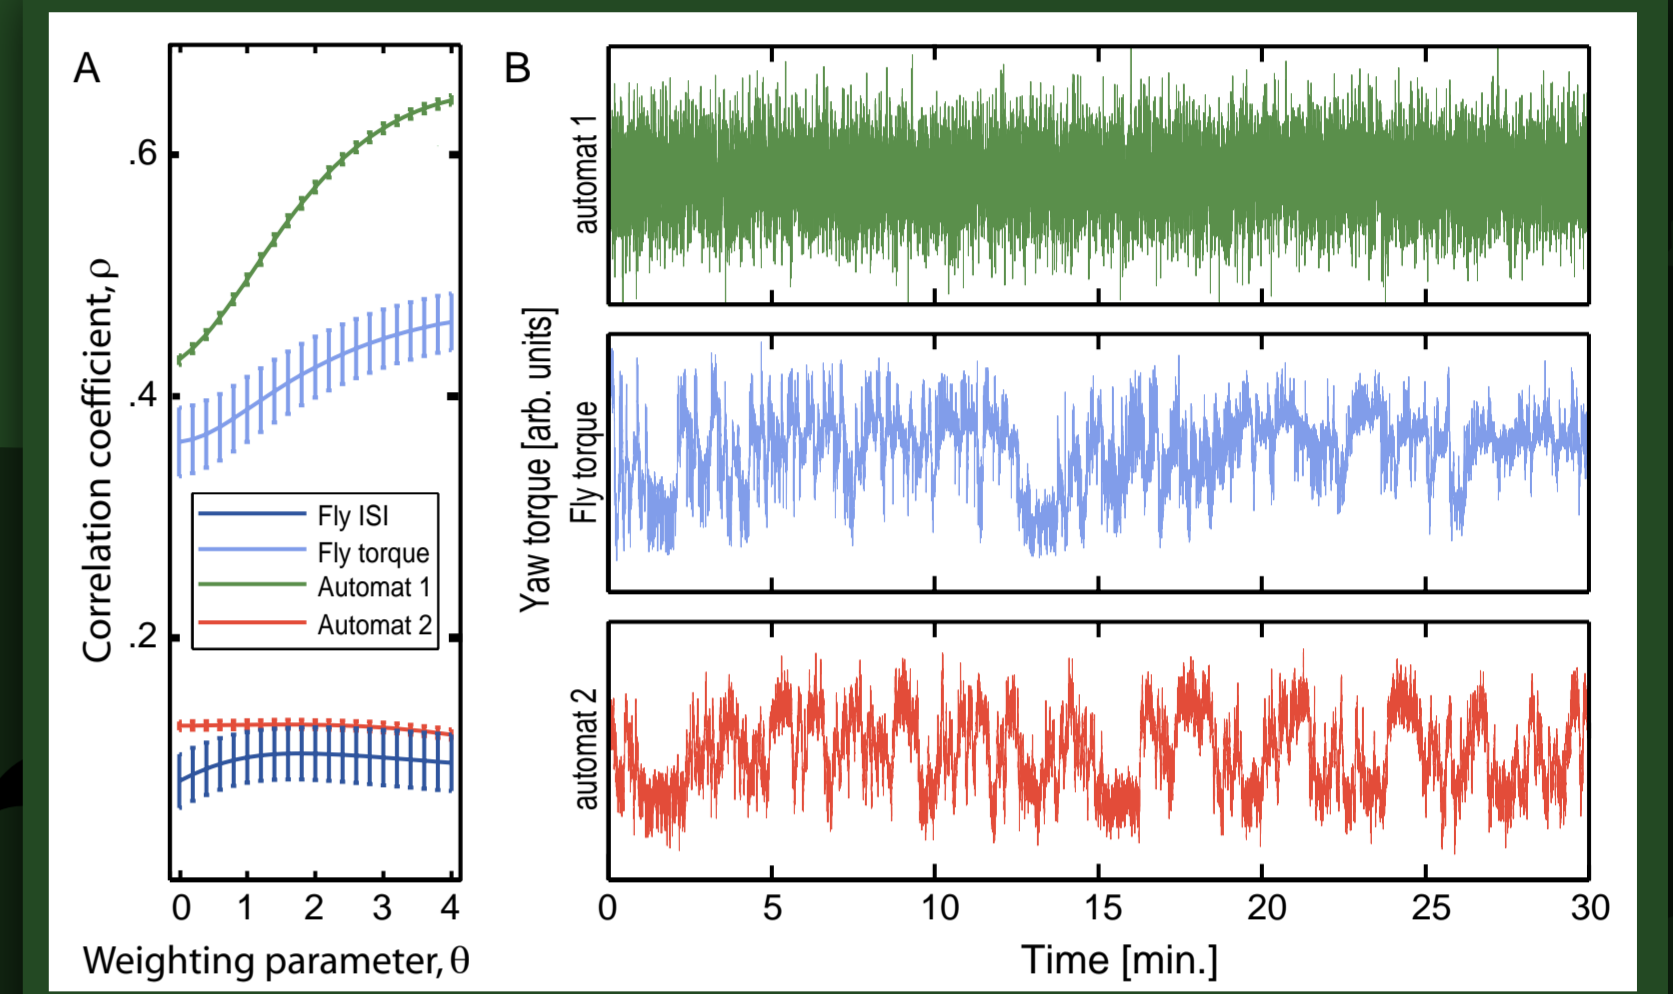 A
B
.6
.4
.2
Correlation coefficient, ρ
Fly ISI
Fly torque
Automat 1
Automat 2
0 1 2 3 4
Weighting parameter, θ
automat 1
Yaw torque [arb. units]
Fly torque
automat 2
0 5 10 15 20 25 30
Time [min.]